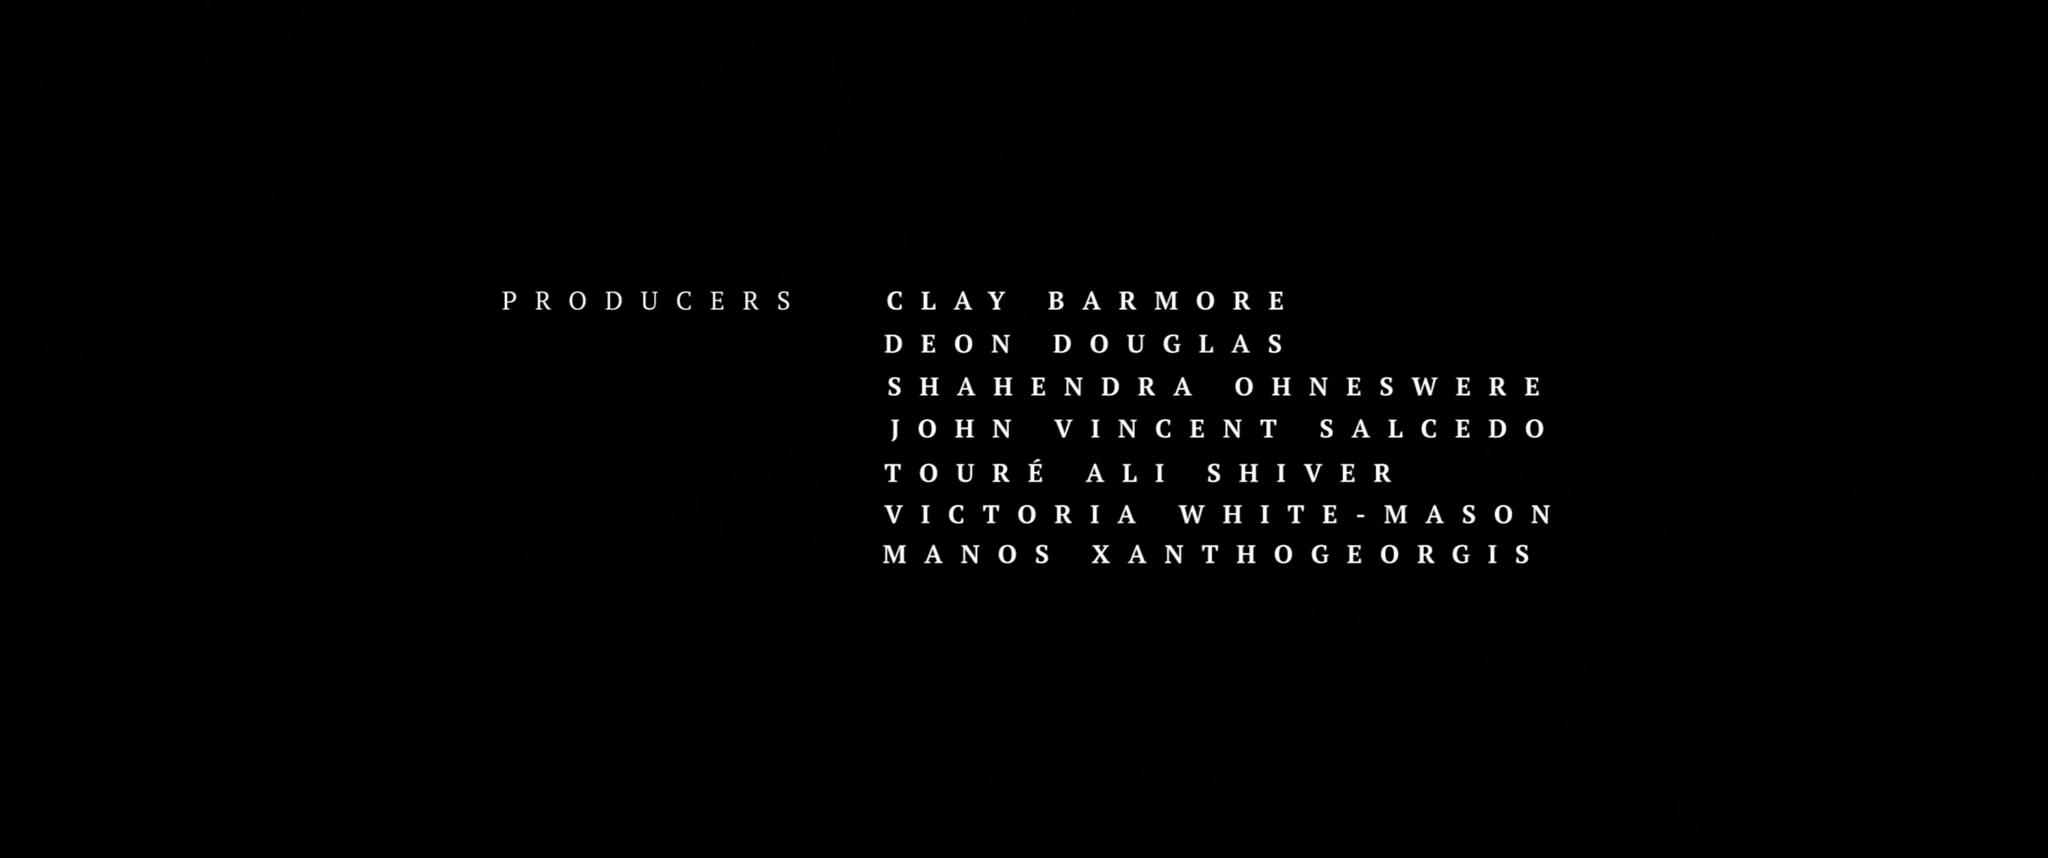 PRODUCERS CLAY BARMORE
DEON DOUGLAS
SHAHENDRA OHNESWERE
JOHN VINCENT SALCEDO
TOURÉ ALI SHIVER
VICTORIA WHITE-MASON
MANOS XANTHOGEORGIS